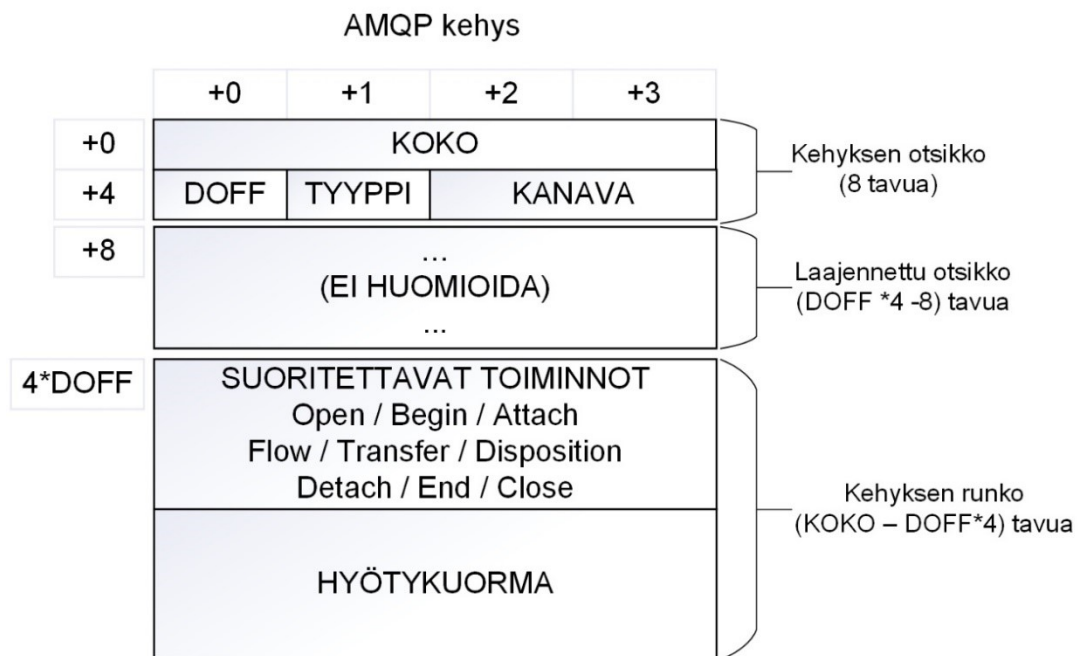 AMQP kehys
+0 +1 +2 +3
+0 KOKO
Kehyksen otsikko
(8 tavua)
+4 DOFF TYYPPI KANAVA
+8 ...
(EI HUOMIOIDA)
...
Laajennettu otsikko
(DOFF *4 -8) tavua
4*DOFF SUORITETTAVAT TOIMINNOT
Open / Begin / Attach
Flow / Transfer / Disposition
Detach / End / Close
Kehyksen runko
(KOKO – DOFF*4) tavua
HYÖTYKUORMA